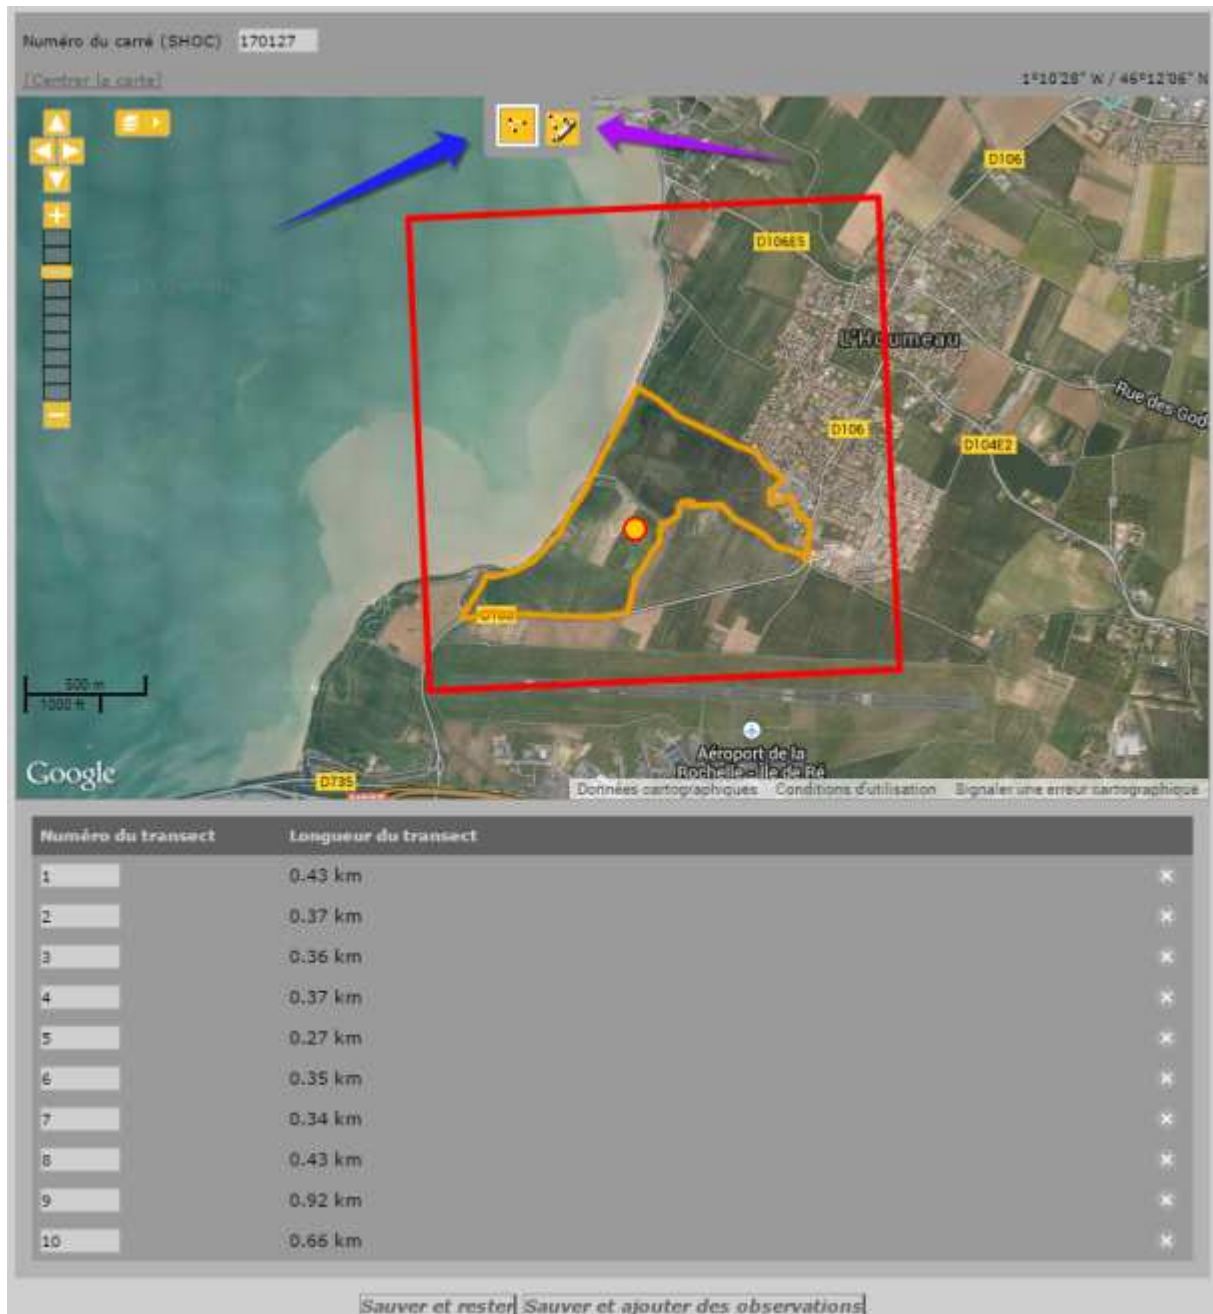 Numéro du carré (SHOC) 170127
[Centrer la carte]
1°10'28" W / 46°12'06" N
D106
D106E5
L'Houmeau
Rue des God
D106
D104E2
D103
500 m
1000 ft
Aéroport de la
Rochelle - Île de Ré
Google
D735
Données cartographiques Conditions d'utilisation Signaler une erreur cartographique
Numéro du transect Longueur du transect
1 0.43 km
2 0.37 km
3 0.36 km
4 0.37 km
5 0.27 km
6 0.35 km
7 0.34 km
8 0.43 km
9 0.92 km
10 0.66 km
Sauver et rester Sauver et ajouter des observations